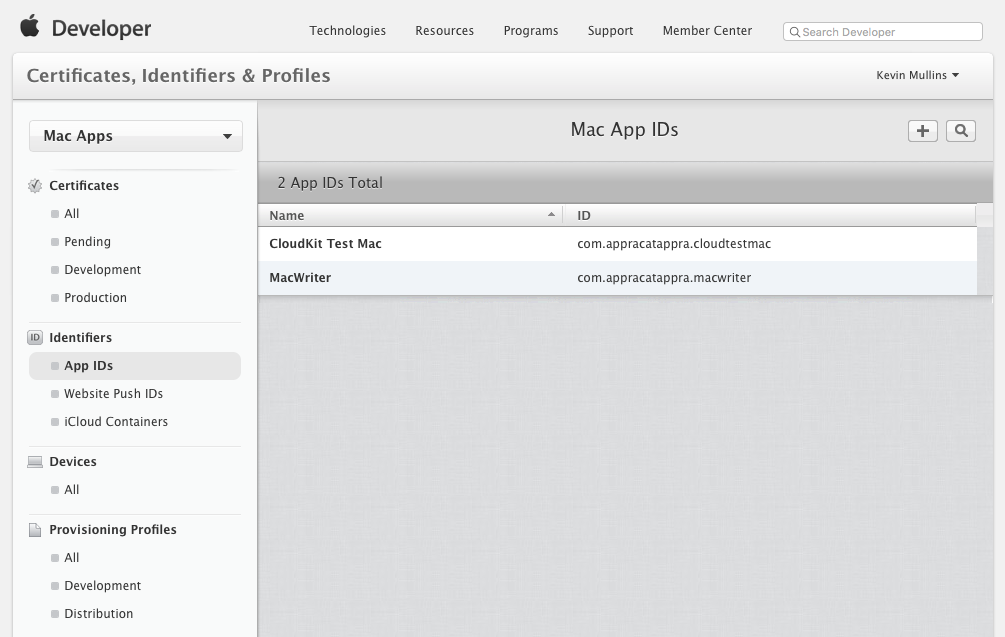 Developer
Technologies Resources Programs Support Member Center Search Developer
Certificates, Identifiers & Profiles Kevin Mullins
Mac Apps
Certificates
All
Pending
Development
Production
ID Identifiers
App IDs
Website Push IDs
iCloud Containers
Devices
All
Provisioning Profiles
All
Development
Distribution
Mac App IDs
2 App IDs Total
Name ID
CloudKit Test Mac com.appracatappra.cloudtestmac
MacWriter com.appracatappra.macwriter